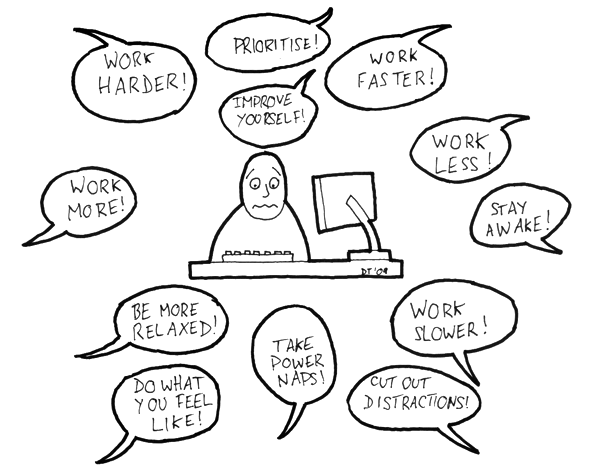 PRIORITISE!
WORK
HARDER!
WORK
FASTER!
IMPROVE
YOURSELF!
WORK
LESS!
WORK
MORE!
STAY
AWAKE!
DT '09
BE MORE
RELAXED!
WORK
SLOWER!
TAKE
POWER
NAPS!
DO WHAT
YOU FEEL
LIKE!
CUT OUT
DISTRACTIONS!